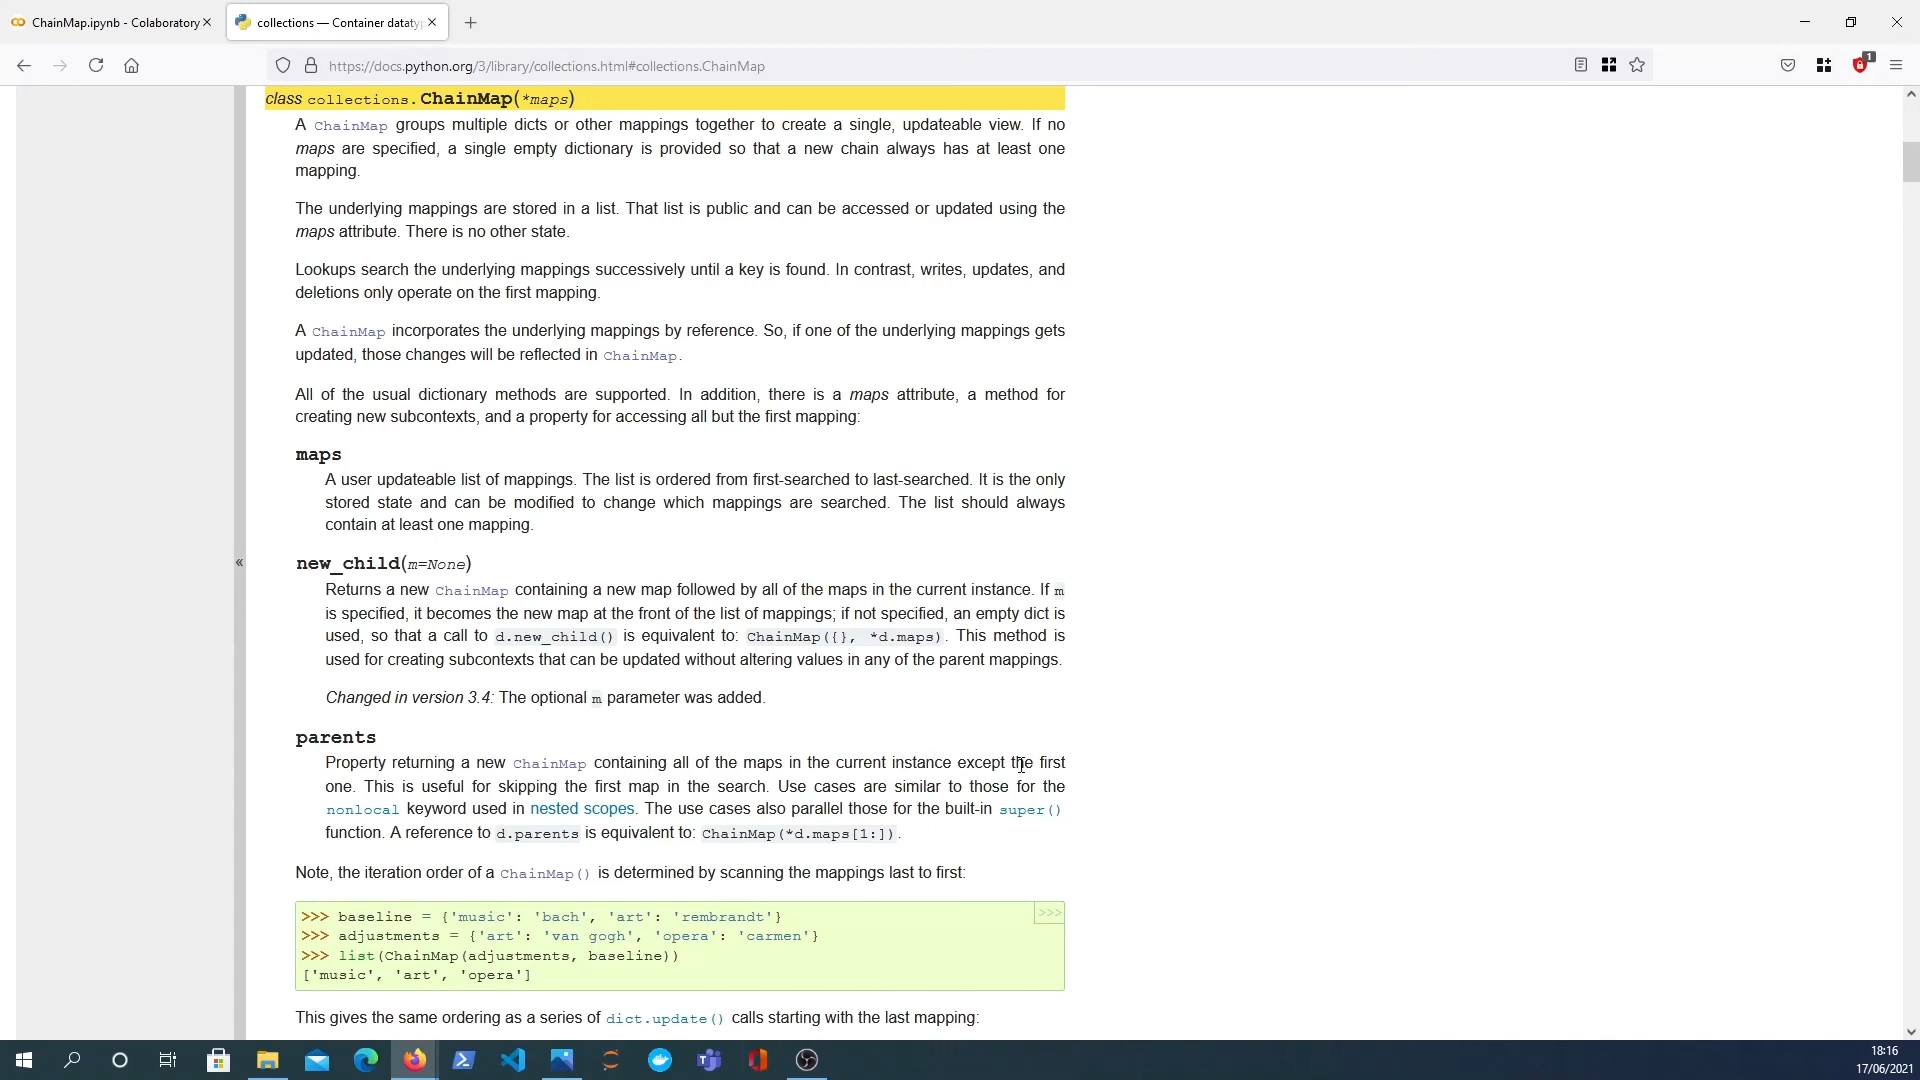 ChainMap.ipynb - Colaboratory
collections — Container dataty
https://docs.python.org/3/library/collections.html#collections.ChainMap
1
class collections.ChainMap(*maps)
A ChainMap groups multiple dicts or other mappings together to create a single, updateable view. If no
maps are specified, a single empty dictionary is provided so that a new chain always has at least one
mapping.
The underlying mappings are stored in a list. That list is public and can be accessed or updated using the
maps attribute. There is no other state.
Lookups search the underlying mappings successively until a key is found. In contrast, writes, updates, and
deletions only operate on the first mapping.
A ChainMap incorporates the underlying mappings by reference. So, if one of the underlying mappings gets
updated, those changes will be reflected in ChainMap.
All of the usual dictionary methods are supported. In addition, there is a maps attribute, a method for
creating new subcontexts, and a property for accessing all but the first mapping:
maps
A user updateable list of mappings. The list is ordered from first-searched to last-searched. It is the only
stored state and can be modified to change which mappings are searched. The list should always
contain at least one mapping.
«
new_child(m=None)
Returns a new ChainMap containing a new map followed by all of the maps in the current instance. If m
is specified, it becomes the new map at the front of the list of mappings; if not specified, an empty dict is
used, so that a call to d.new_child() is equivalent to: ChainMap({}, *d.maps). This method is
used for creating subcontexts that can be updated without altering values in any of the parent mappings.
Changed in version 3.4: The optional m parameter was added.
parents
Property returning a new ChainMap containing all of the maps in the current instance except the first
one. This is useful for skipping the first map in the search. Use cases are similar to those for the
nonlocal keyword used in nested scopes. The use cases also parallel those for the built-in super()
function. A reference to d.parents is equivalent to: ChainMap(*d.maps[1:]).
Note, the iteration order of a ChainMap() is determined by scanning the mappings last to first:
>>> baseline = {'music': 'bach', 'art': 'rembrandt'}
>>>
>>> adjustments = {'art': 'van gogh', 'opera': 'carmen'}
>>> list(ChainMap(adjustments, baseline))
['music', 'art', 'opera']
This gives the same ordering as a series of dict.update() calls starting with the last mapping:
18:16
17/06/2021